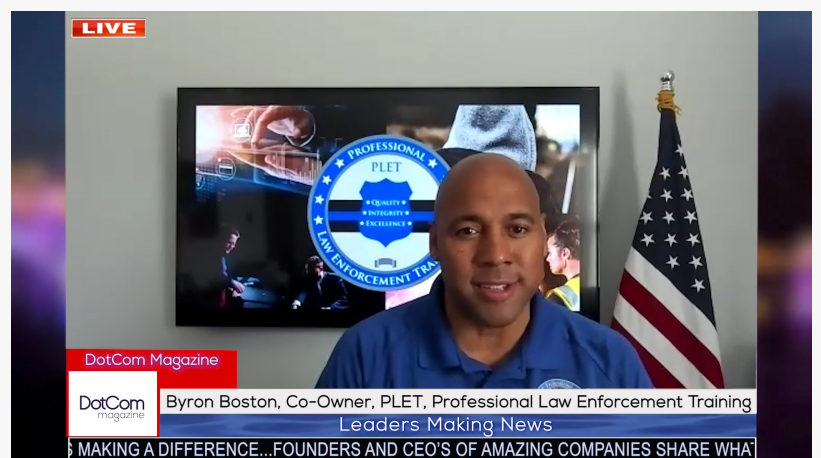 LIVE
PROFESSIONAL
PLET
QUALITY
INTEGRITY
EXCELLENCE
LAW ENFORCEMENT
DotCom Magazine
DotCom
magazine
Byron Boston, Co-Owner, PLET, Professional Law Enforcement Training
Leaders Making News
MAKING A DIFFERENCE...FOUNDERS AND CEO'S OF AMAZING COMPANIES SHARE WHAT